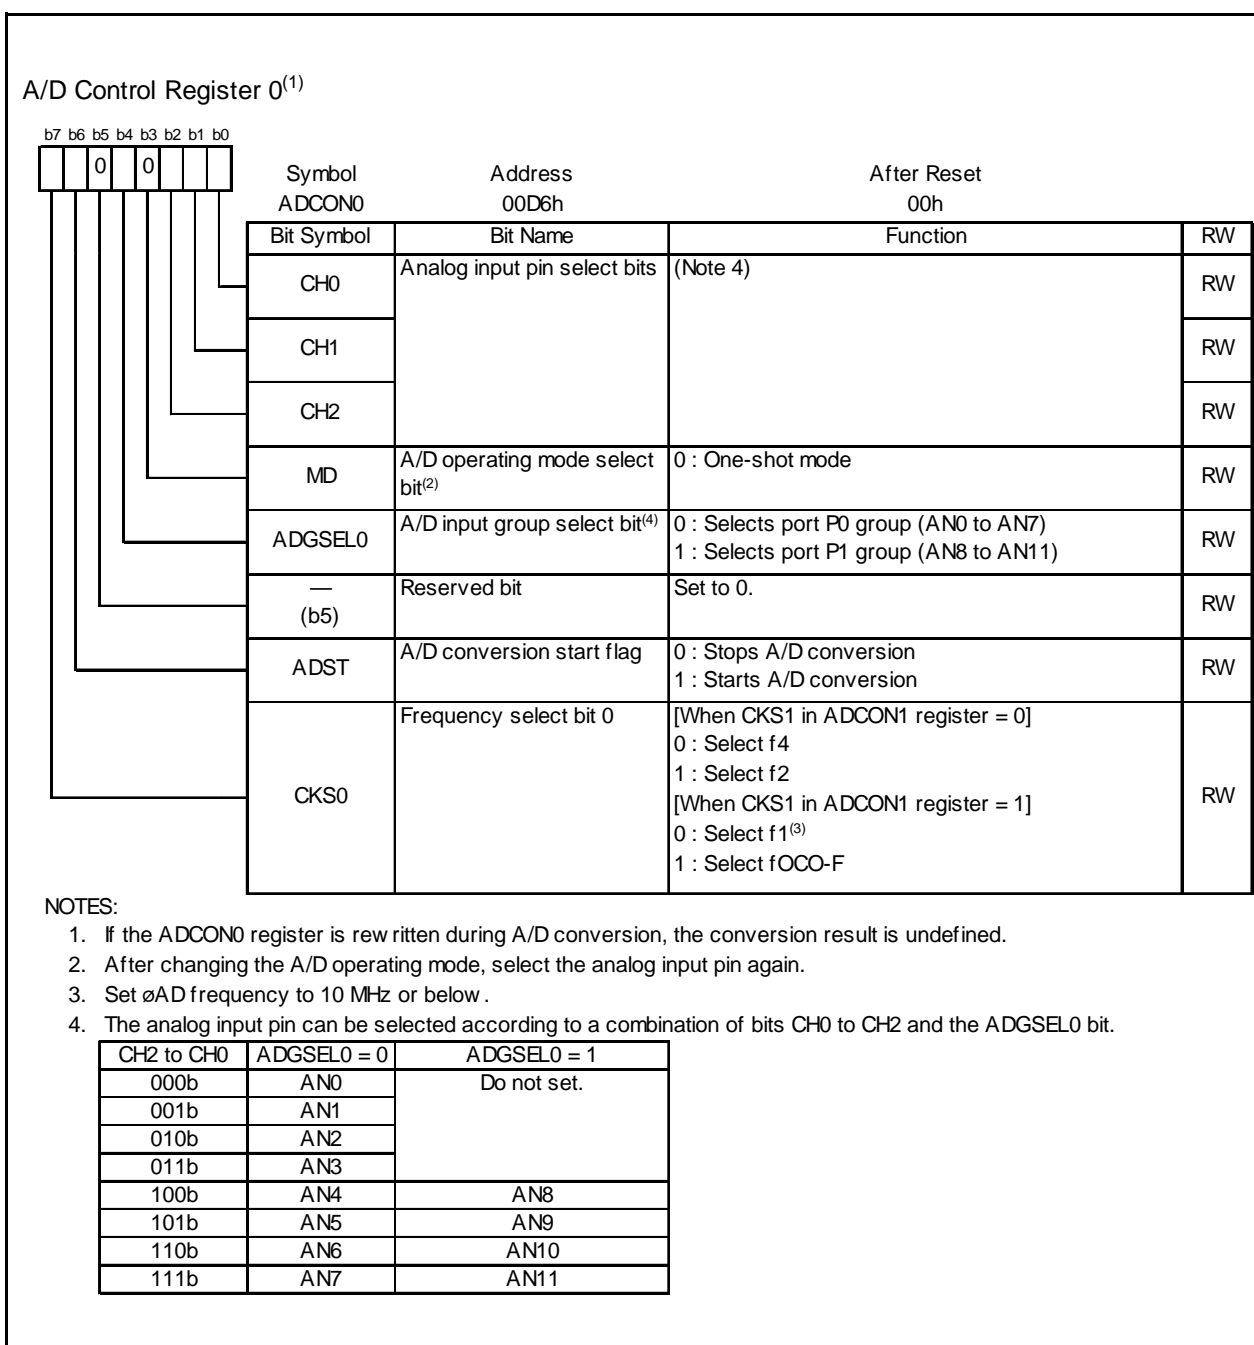 A/D Control Register 0(1)
b7 b6 b5 b4 b3 b2 b1 b0
0 0
Symbol Address After Reset
ADCON0 00D6h 00h
Bit Symbol Bit Name Function RW
CH0 Analog input pin select bits (Note 4) RW
CH1 RW
CH2 RW
MD A/D operating mode select bit(2) 0 : One-shot mode RW
ADGSEL0 A/D input group select bit(4) 0 : Selects port P0 group (AN0 to AN7)
1 : Selects port P1 group (AN8 to AN11) RW
— (b5) Reserved bit Set to 0. RW
ADST A/D conversion start flag 0 : Stops A/D conversion
1 : Starts A/D conversion RW
CKS0 Frequency select bit 0 [When CKS1 in ADCON1 register = 0]
0 : Select f4
1 : Select f2
[When CKS1 in ADCON1 register = 1] RW
0 : Select f1(3)
1 : Select fOCO-F
NOTES:
1. If the ADCON0 register is rewritten during A/D conversion, the conversion result is undefined.
2. After changing the A/D operating mode, select the analog input pin again.
3. Set øAD frequency to 10 MHz or below.
4. The analog input pin can be selected according to a combination of bits CH0 to CH2 and the ADGSEL0 bit.
CH2 to CH0 ADGSEL0 = 0 ADGSEL0 = 1
000b AN0 Do not set.
001b AN1
010b AN2
011b AN3
100b AN4 AN8
101b AN5 AN9
110b AN6 AN10
111b AN7 AN11